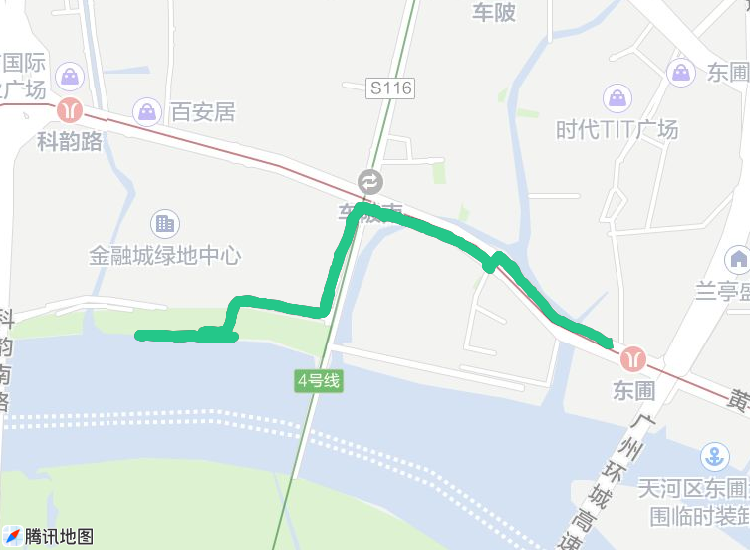 车陂
国际
广场
东圃
S116
百安居
时代TIT广场
科韵路
车陂南
金融城绿地中心
兰亭盛
科韵南路
4号线
东圃
黄
广州环城高速
天河区东圃
围临时装卸
腾讯地图